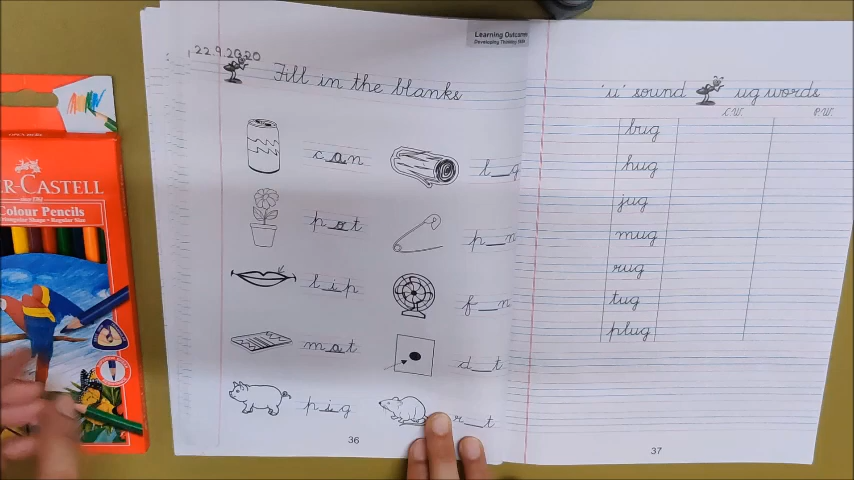 Learning Outcome
Developing Thinking Skill
22.9.2020
Fill in the blanks
can
l_g
pot
p_n
lip
f_n
mat
d_t
pig
r_t
36
'u' sound ug words
C.W.
P.W.
bug
hug
jug
mug
rug
tug
plug
37
R-CASTELL
Colour Pencils